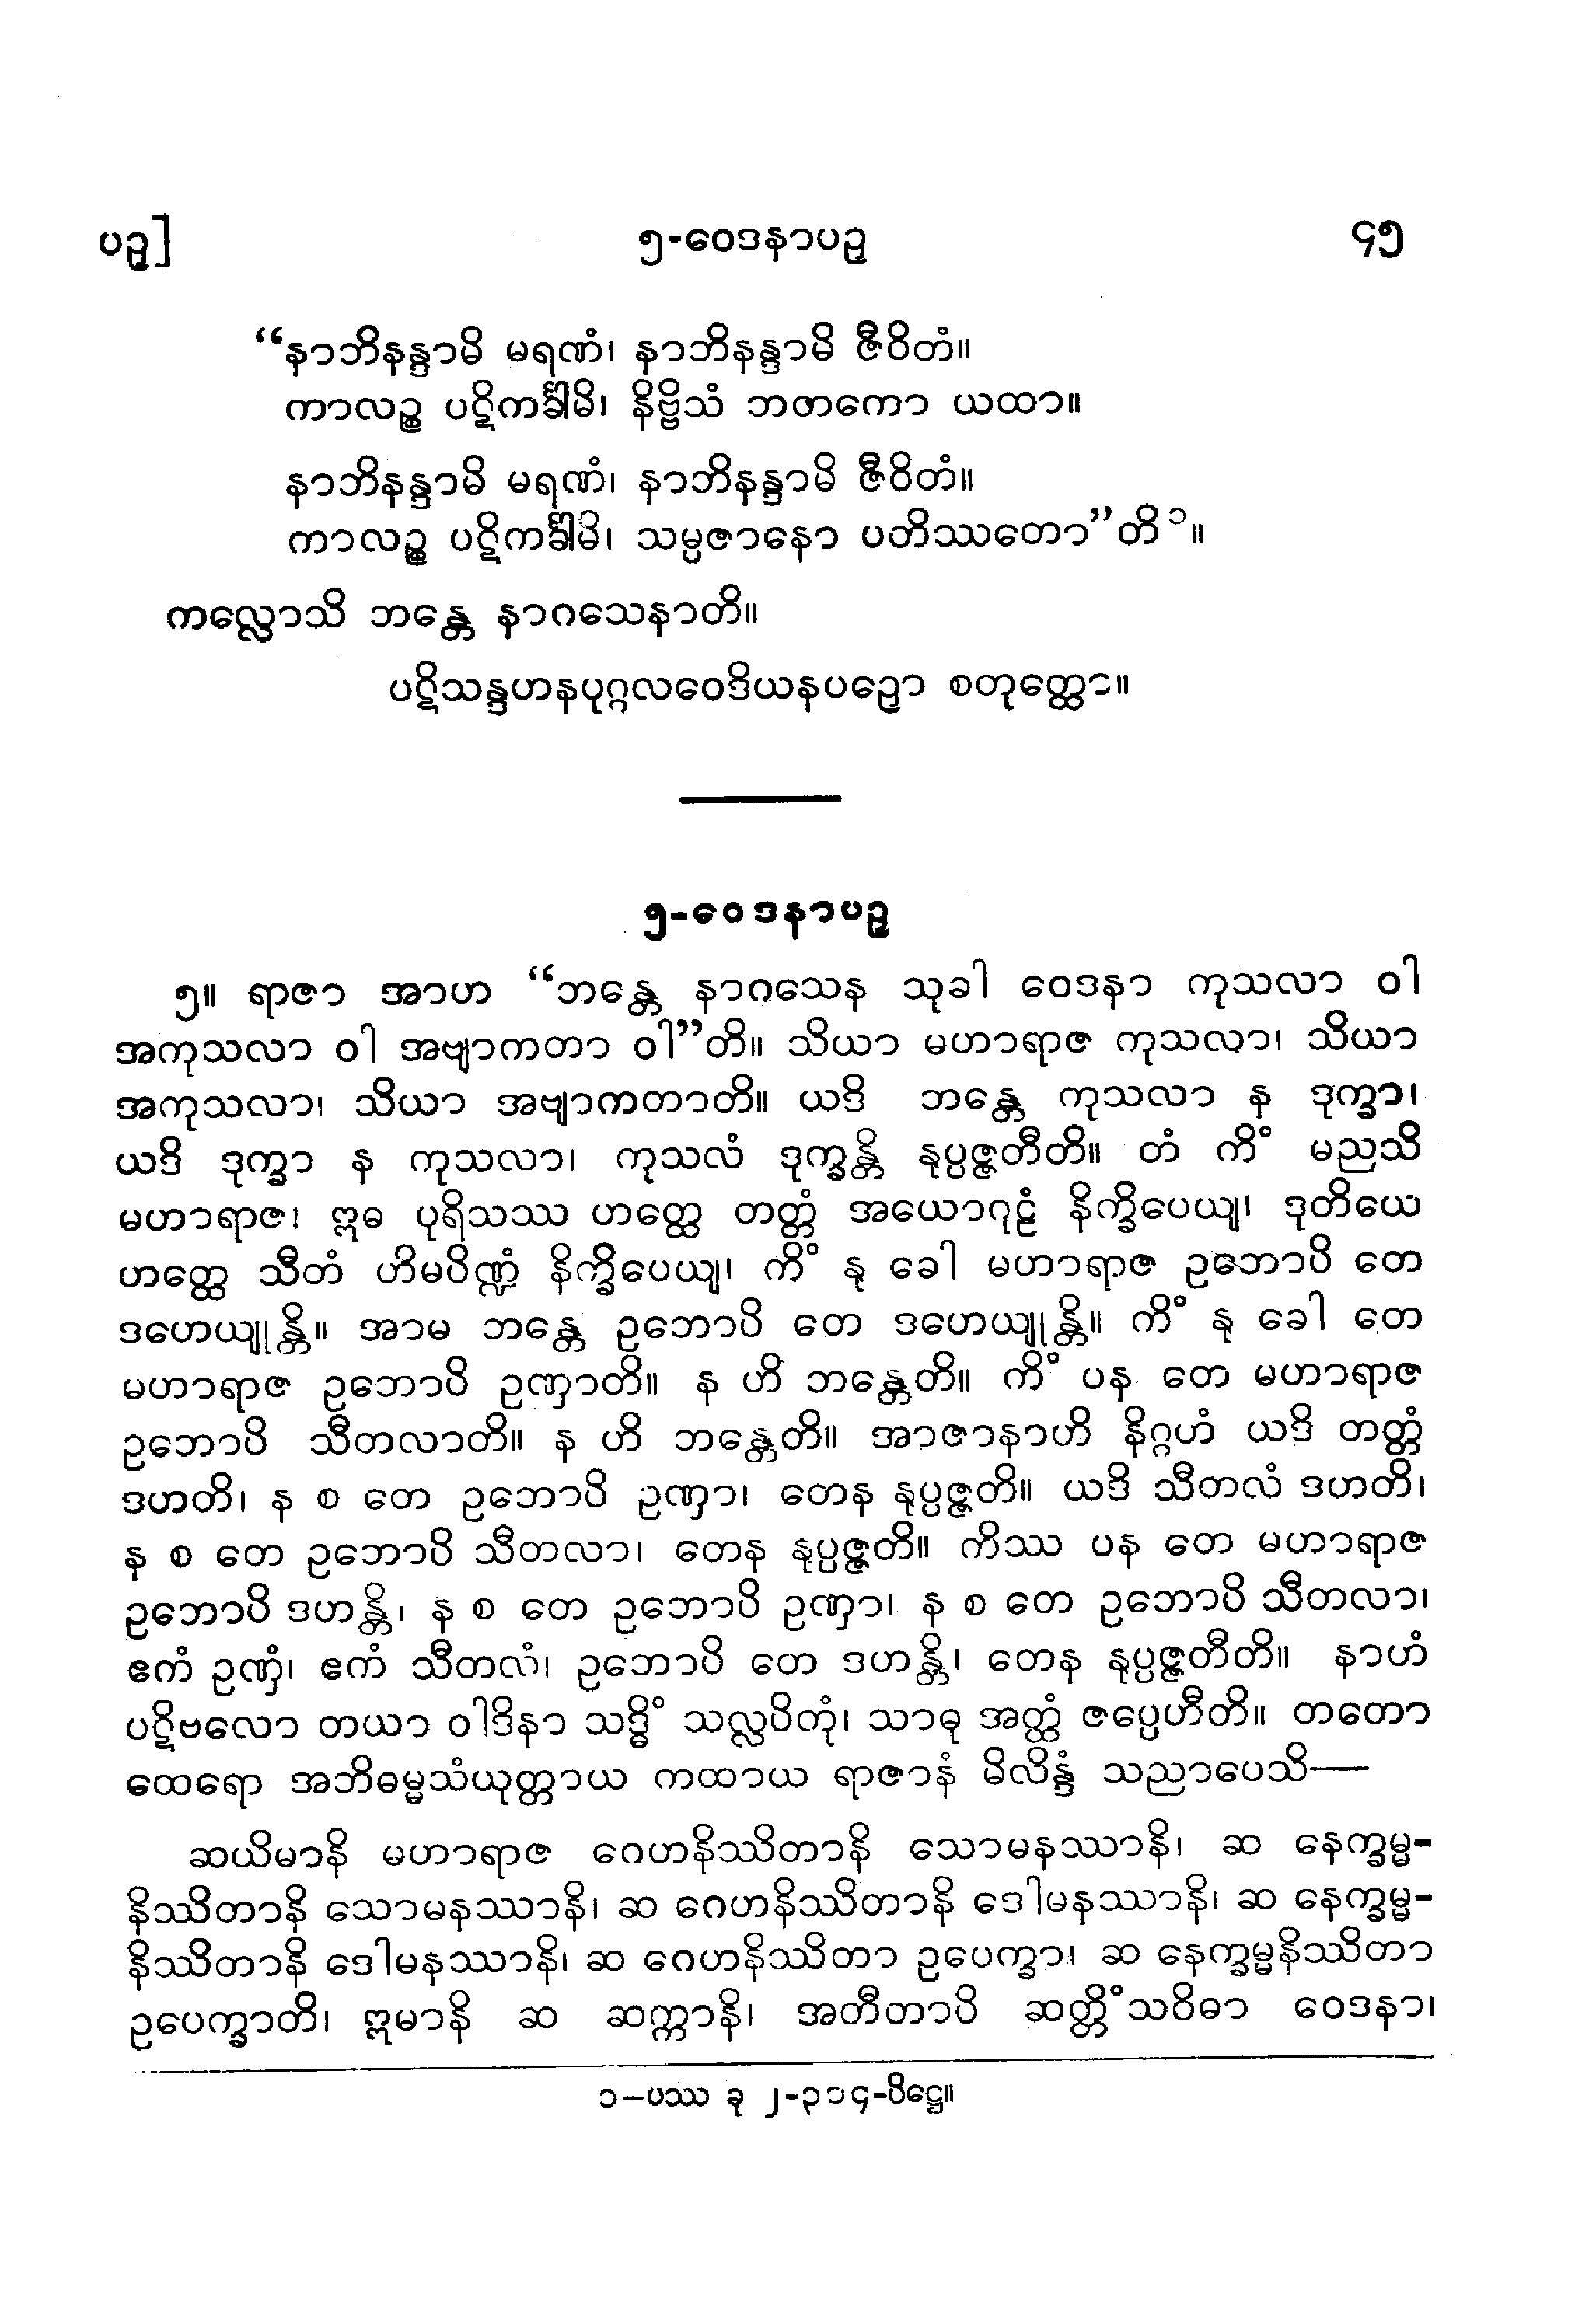 ပဉှ]
၅-ဝေဒနာပဉှ
၄၅
“နာဘိနန္ဒာမိ မရဏံ၊ နာဘိနန္ဒာမိ ဇီဝိတံ။
ကာလဉ္စ ပဋိကင်္ခါမိ၊ နိဗ္ဗိသံ ဘတကော ယထာ။
နာဘိနန္ဒာမိ မရဏံ၊ နာဘိနန္ဒာမိ ဇီဝိတံ။
ကာလဉ္စ ပဋိကင်္ခါမိ၊ သမ္ပဇာနော ပတိဿတော”တိ ၁။
ကလ္လောသိ ဘန္တေ နာဂသေနာတိ။
ပဋိသန္ဒဟနပုဂ္ဂလဝေဒိယနပဉှော စတုတ္ထော။
၅-ဝေဒနာပဉှ
၅။ ရာဇာ အာဟ “ဘန္တေ နာဂသေန သုခါ ဝေဒနာ ကုသလာ ဝါ
အကုသလာ ဝါ အဗျာကတာ ဝါ”တိ။ သိယာ မဟာရာဇ ကုသလာ၊ သိယာ
အကုသလာ၊ သိယာ အဗျာကတာတိ။ ယဒိ ဘန္တေ ကုသလာ န ဒုက္ခာ၊
ယဒိ ဒုက္ခာ န ကုသလာ၊ ကုသလံ ဒုက္ခန္တိ နုပ္ပဇ္ဇတီတိ။ တံ ကိံ မညသိ
မဟာရာဇ၊ ဣဓ ပုရိသဿ ဟတ္ထေ တတ္တံ အယောဂုဠံ နိက္ခိပေယျ၊ ဒုတိယေ
ဟတ္ထေ သီတံ ဟိမပိဏ္ဍံ နိက္ခိပေယျ၊ ကိံ နု ခေါ မဟာရာဇ ဥဘောပိ တေ
ဒဟေယျုန္တိ။ အာမ ဘန္တေ ဥဘောပိ တေ ဒဟေယျုန္တိ။ ကိံ နု ခေါ တေ
မဟာရာဇ ဥဘောပိ ဥဏှာတိ။ န ဟိ ဘန္တေတိ။ ကိံ ပန တေ မဟာရာဇ
ဥဘောပိ သီတလာတိ။ န ဟိ ဘန္တေတိ။ အာဇာနာဟိ နိဂ္ဂဟံ ယဒိ တတ္တံ
ဒဟတိ၊ န စ တေ ဥဘောပိ ဥဏှာ၊ တေန နုပ္ပဇ္ဇတိ။ ယဒိ သီတလံ ဒဟတိ၊
န စ တေ ဥဘောပိ သီတလာ၊ တေန နုပ္ပဇ္ဇတိ။ ကိဿ ပန တေ မဟာရာဇ
ဥဘောပိ ဒဟန္တိ၊ န စ တေ ဥဘောပိ ဥဏှာ၊ န စ တေ ဥဘောပိ သီတလာ၊
ဧကံ ဥဏှံ၊ ဧကံ သီတလံ၊ ဥဘောပိ တေ ဒဟန္တိ၊ တေန နုပ္ပဇ္ဇတီတိ။ နာဟံ
ပဋိဗလော တယာ ဝါဒိနာ သဒ္ဓိံ သလ္လပိတုံ၊ သာဓု အတ္ထံ ဇပ္ပေဟီတိ။ တတော
ထေရော အဘိဓမ္မသံယုတ္တာယ ကထာယ ရာဇာနံ မိလိန္ဒံ သညာပေသိ—
ဆယိမာနိ မဟာရာဇ ဂေဟနိဿိတာနိ သောမနဿာနိ၊ ဆ နေက္ခမ္မ-
နိဿိတာနိ သောမနဿာနိ၊ ဆ ဂေဟနိဿိတာနိ ဒေါမနဿာနိ၊ ဆ နေက္ခမ္မ-
နိဿိတာနိ ဒေါမနဿာနိ၊ ဆ ဂေဟနိဿိတာ ဥပေက္ခာ၊ ဆ နေက္ခမ္မနိဿိတာ
ဥပေက္ခာတိ၊ ဣမာနိ ဆ ဆက္ကာနိ၊ အတီတာပိ ဆတ္တိံသဝိဓာ ဝေဒနာ၊
၁—ပဿ ခု ၂-၃၁၄-ပိဋ္ဌေ။